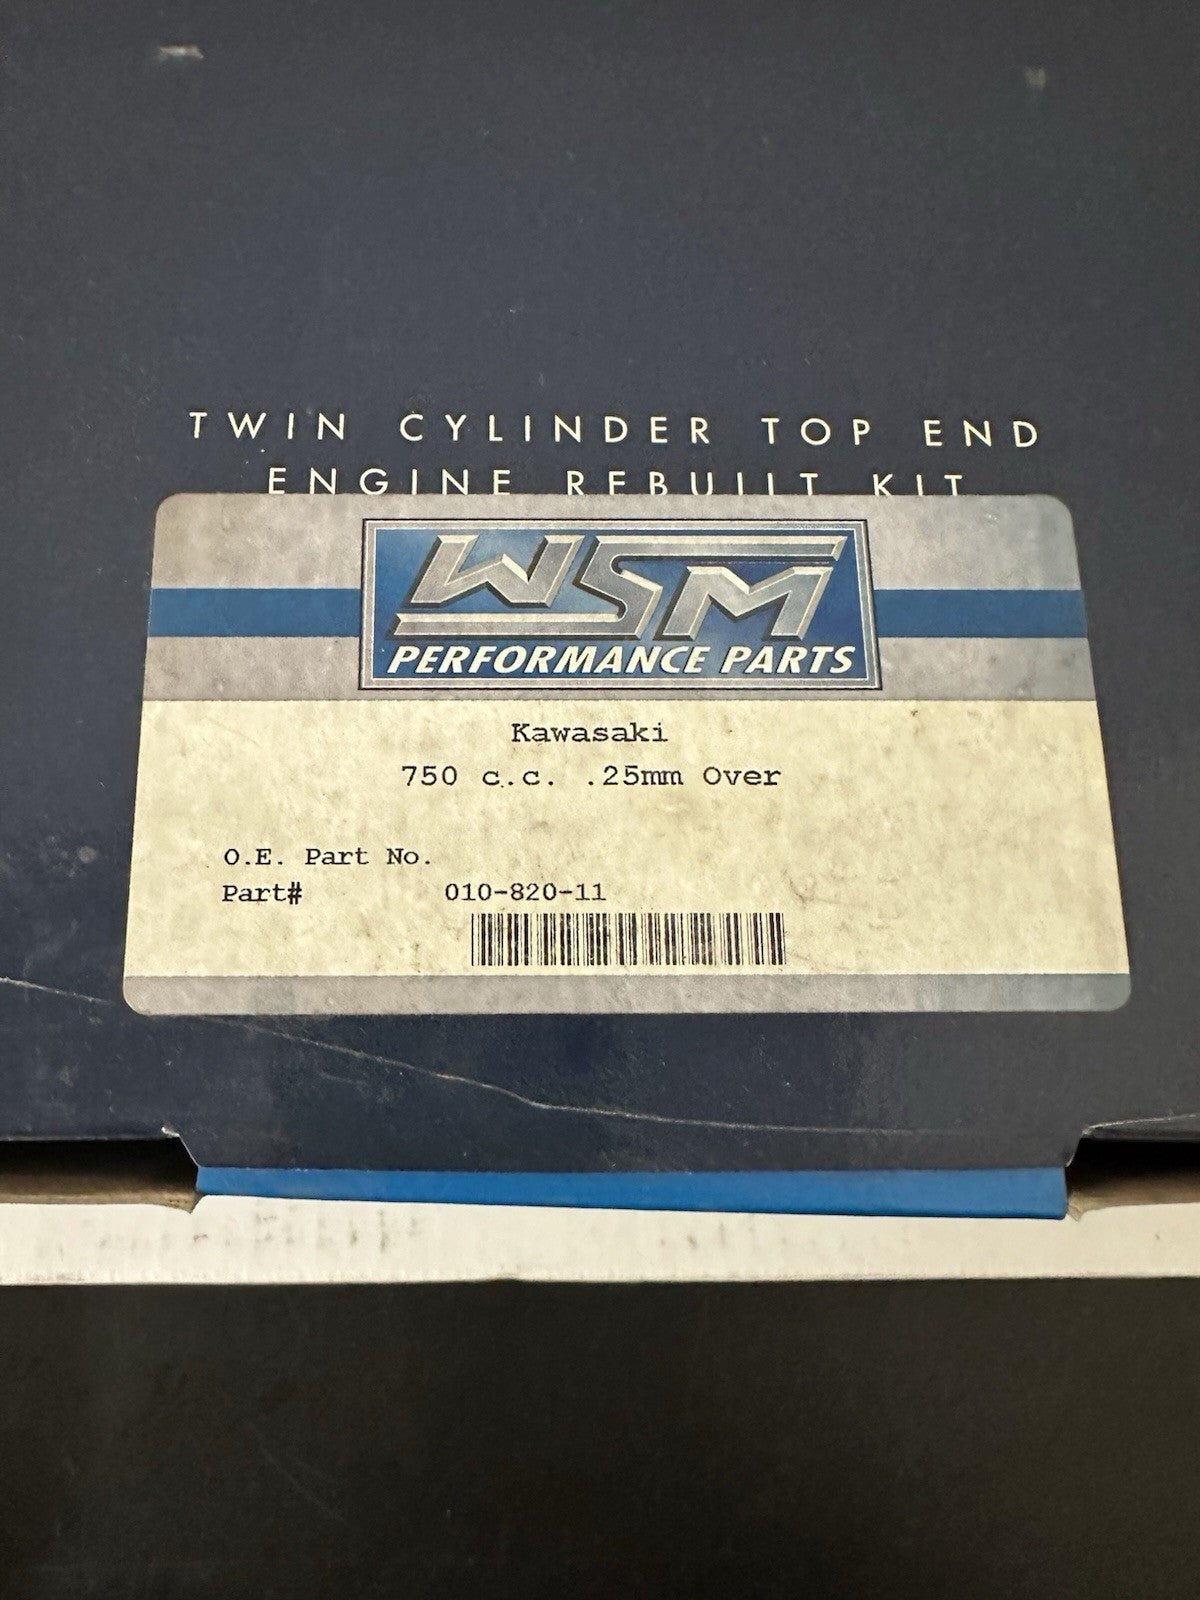 TWIN CYLINDER TOP END
ENGINE REBUILT KIT
WSM
PERFORMANCE PARTS
Kawasaki
750 c.c. .25mm Over
O.E. Part No.
Part# 010-820-11